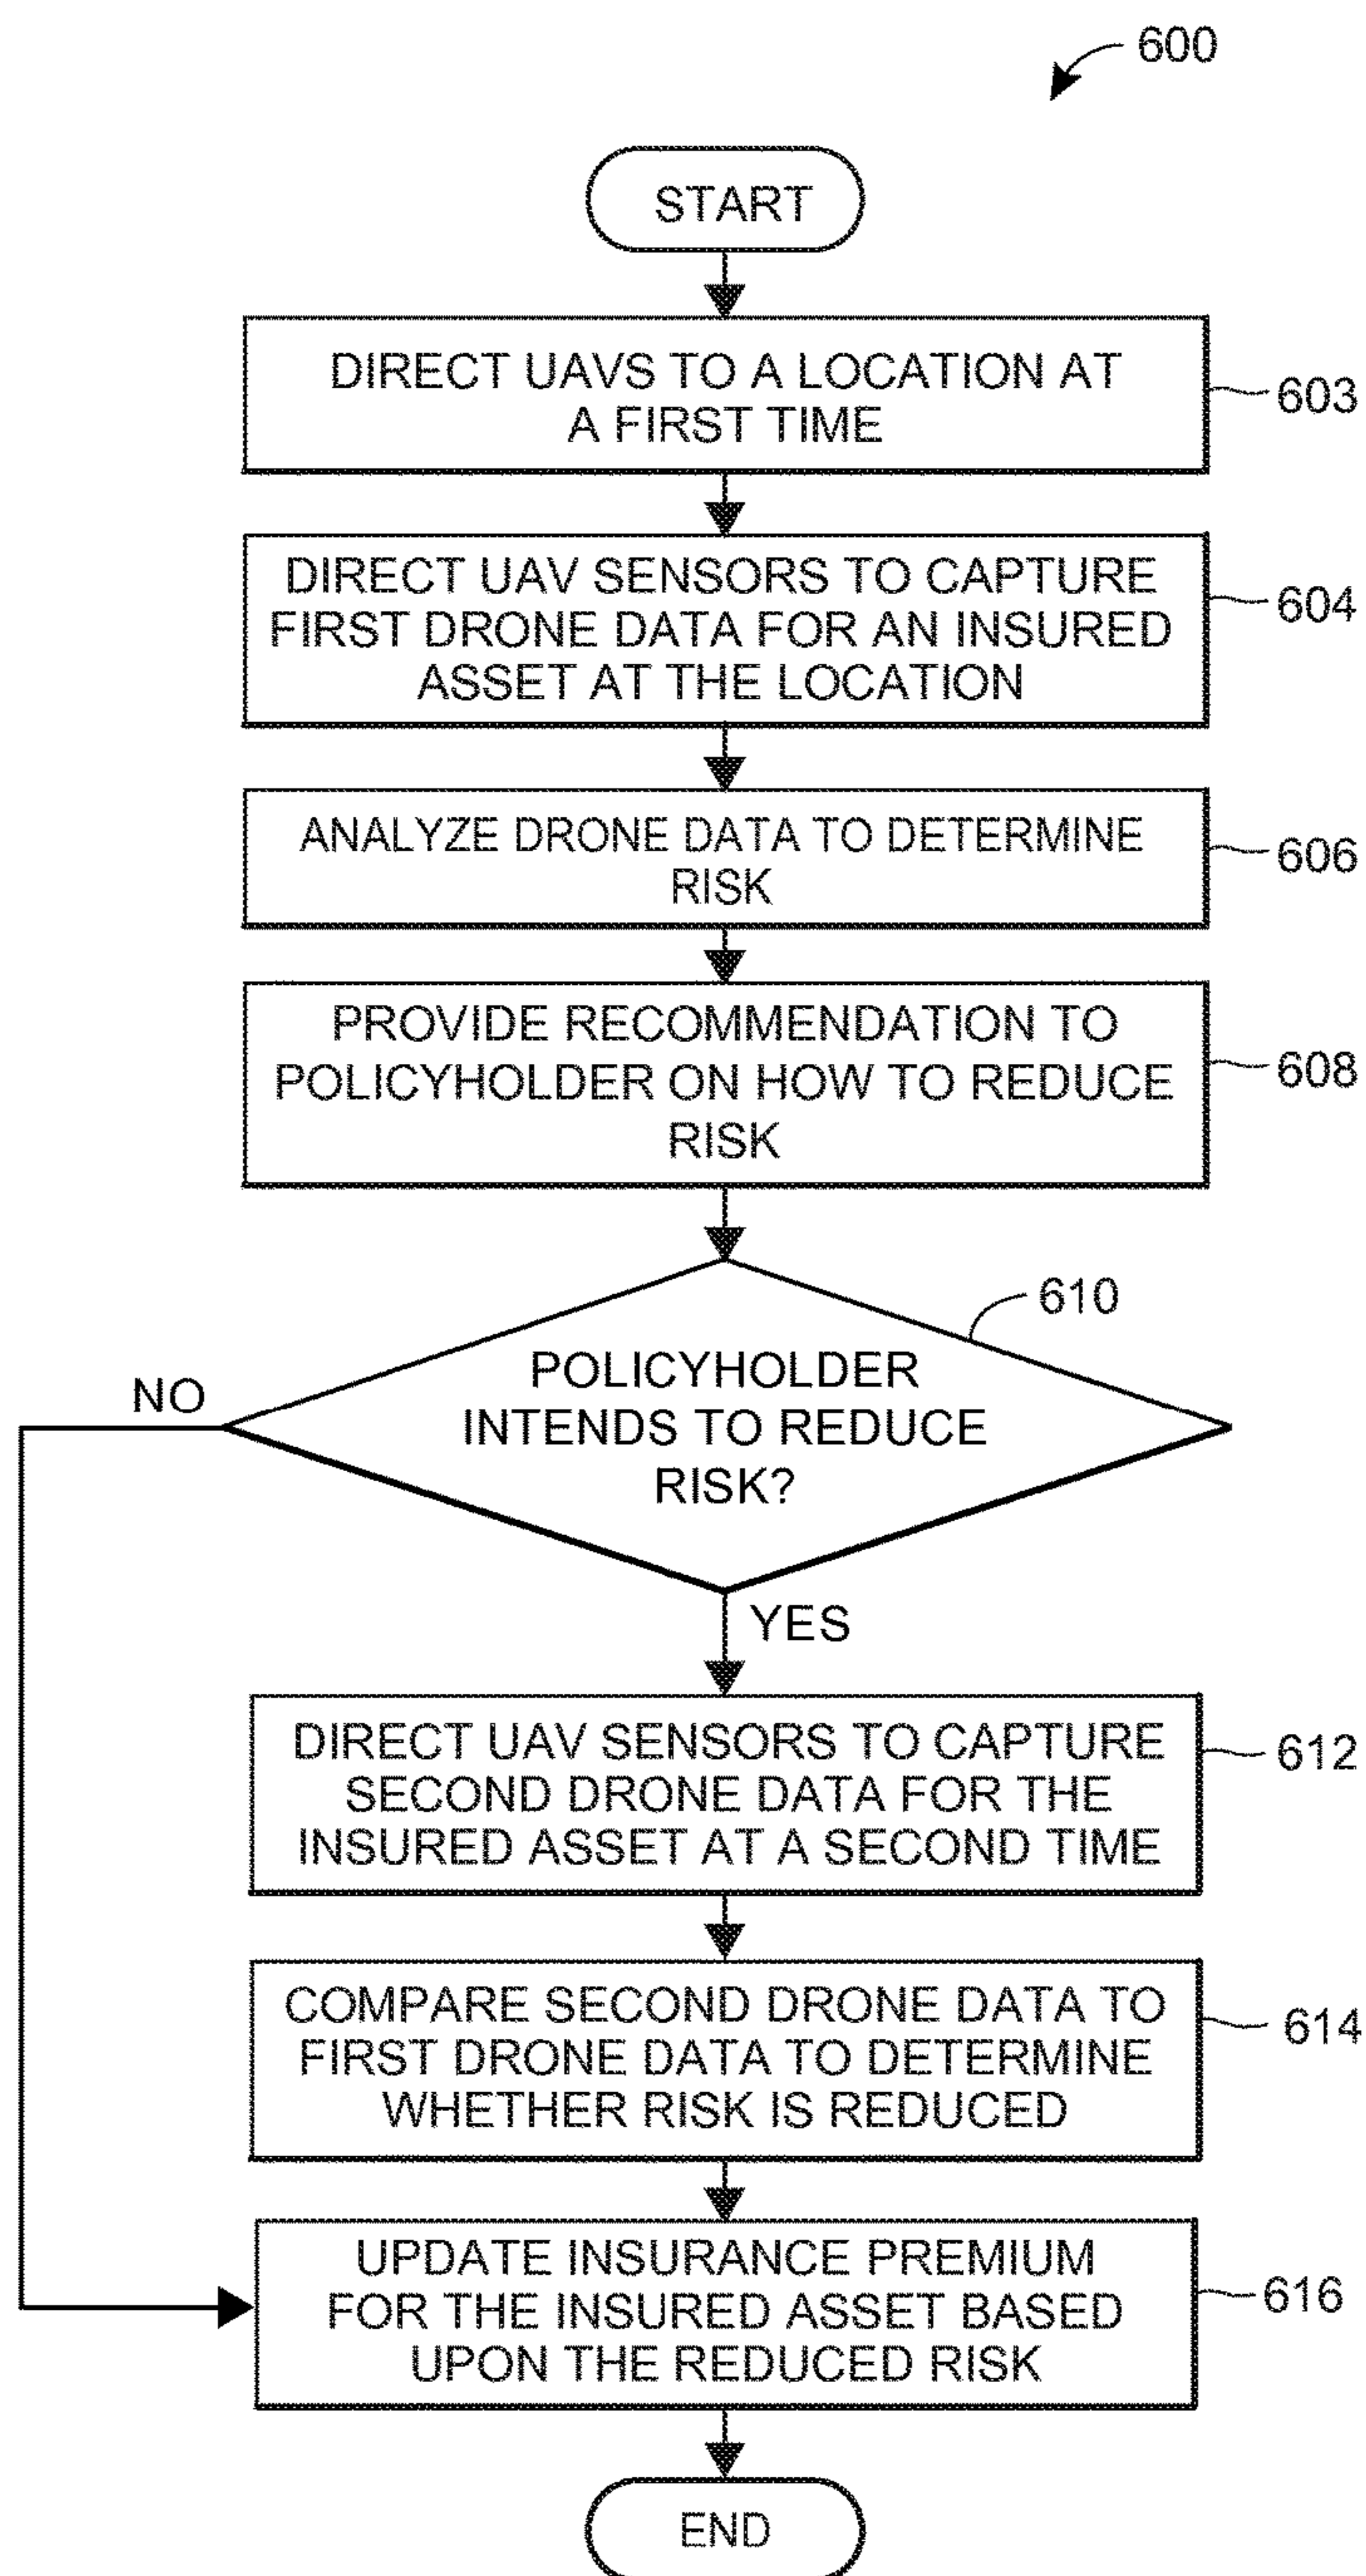 600
START
DIRECT UAVS TO A LOCATION AT
A FIRST TIME
603
DIRECT UAV SENSORS TO CAPTURE
FIRST DRONE DATA FOR AN INSURED
ASSET AT THE LOCATION
604
ANALYZE DRONE DATA TO DETERMINE
RISK
606
PROVIDE RECOMMENDATION TO
POLICYHOLDER ON HOW TO REDUCE
RISK
608
610
POLICYHOLDER
INTENDS TO REDUCE
RISK?
NO
YES
DIRECT UAV SENSORS TO CAPTURE
SECOND DRONE DATA FOR THE
INSURED ASSET AT A SECOND TIME
612
COMPARE SECOND DRONE DATA TO
FIRST DRONE DATA TO DETERMINE
WHETHER RISK IS REDUCED
614
UPDATE INSURANCE PREMIUM
FOR THE INSURED ASSET BASED
UPON THE REDUCED RISK
616
END